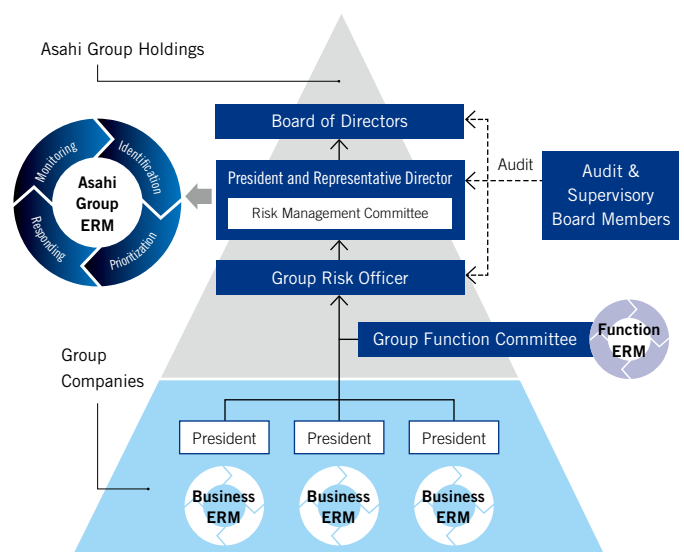 Asahi Group Holdings
Board of Directors
Monitoring
Identification
Asahi
Group
ERM
Responding
Prioritization
President and Representative Director
Risk Management Committee
Audit
Audit &
Supervisory
Board Members
Group Risk Officer
Group Function Committee
Function
ERM
Group
Companies
President
President
President
Business
ERM
Business
ERM
Business
ERM